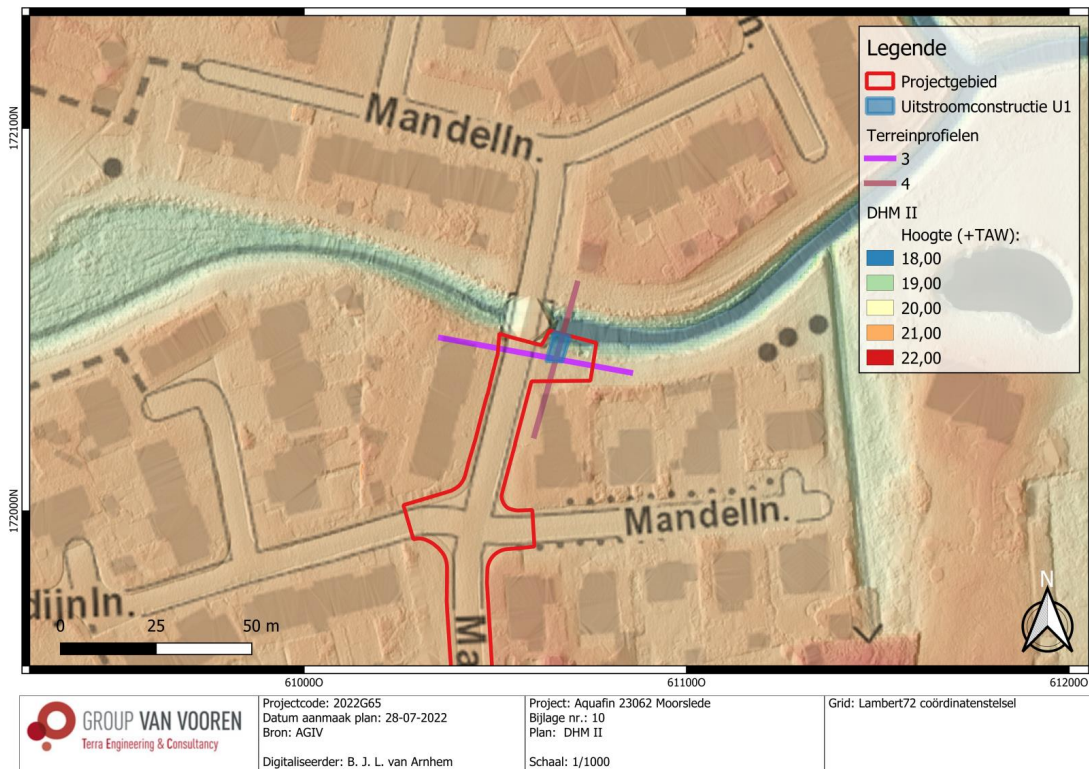 Legende
Projectgebied
Uitstroomconstructie U1
Terreinprofielen
3
4
DHM II
Hoogte (+TAW):
18,00
19,00
20,00
21,00
22,00
n.
Mandelln.
172100N
172000N
Mandelln.
dijnln.
Ma
0 25 50 m
N
610000 611000 612000
GROUP VAN VOOREN
Terra Engineering & Consultancy
Projectcode: 2022G65
Datum aanmaak plan: 28-07-2022
Bron: AGIV
Digitaliseerder: B. J. L. van Arnhem
Project: Aquafin 23062 Moorslede
Bijlage nr.: 10
Plan: DHM II
Schaal: 1/1000
Grid: Lambert72 coördinatenstelsel